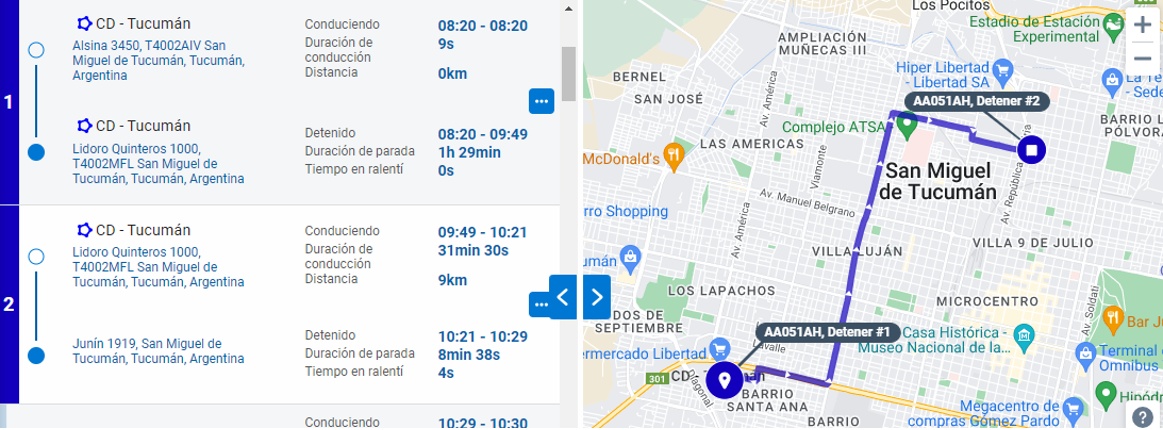 CD - Tucumán
Alsina 3450, T4002AIV San
Miguel de Tucumán, Tucumán,
Argentina
Conduciendo
08:20 - 08:20
Duración de
conducción
9s
Distancia
0km
1
CD - Tucumán
Lidoro Quinteros 1000,
T4002MFL San Miguel de
Tucumán, Tucumán, Argentina
Detenido
08:20 - 09:49
Duración de parada
1h 29min
Tiempo en ralentí
0s
2
CD - Tucumán
Lidoro Quinteros 1000,
T4002MFL San Miguel de
Tucumán, Tucumán, Argentina
Conduciendo
09:49 - 10:21
Duración de
conducción
31min 30s
Distancia
9km
Junín 1919, San Miguel de
Tucumán, Tucumán, Argentina
Detenido
10:21 - 10:29
Duración de parada
8min 38s
Tiempo en ralentí
4s
Conduciendo
10:29 - 10:30
Los Pocitos
Estadio de Estación
Experimental
AMPLIACIÓN
MUÑECAS III
BERNEL
SAN JOSÉ
Av. América
Hiper Libertad
- Libertad SA
La Te
- Sede
AA051AH, Detener #2
BARRIO L
PÓLVORA
Complejo ATSA
LAS AMERICAS
McDonald's
Viamonte
San Miguel
de Tucumán
Av. República
Av. Manuel Belgrano
rro Shopping
Av. América
VILLA LUJÁN
VILLA 9 DE JULIO
umán
LOS LAPACHOS
MICROCENTRO
Av. Soldati
DOS DE
SEPTIEMBRE
AA051AH, Detener #1
Casa Histórica -
Museo Nacional de la...
Bar J
ermercado Libertad
Lavalle
Terminal
Omnibus
301
CD - Tucumán
Diagonal
BARRIO
SANTA ANA
BARRIO
Megacentro de
compras Gómez Pardo
Hipód